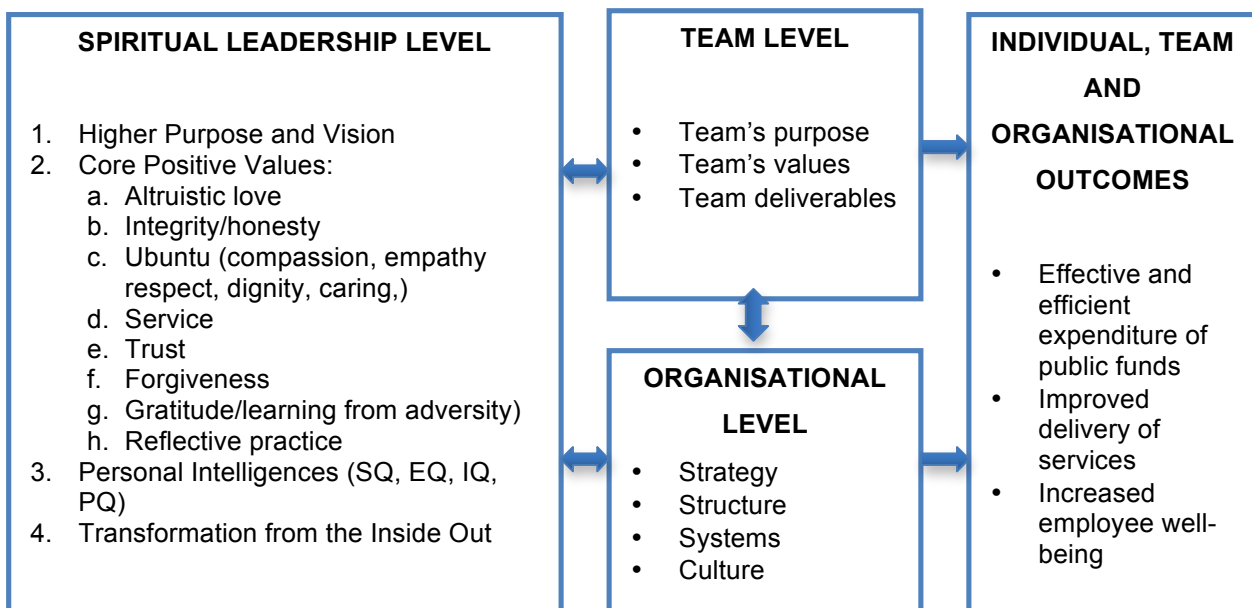 SPIRITUAL LEADERSHIP LEVEL
1. Higher Purpose and Vision
2. Core Positive Values:
a. Altruistic love
b. Integrity/honesty
c. Ubuntu (compassion, empathy
respect, dignity, caring,)
d. Service
e. Trust
f. Forgiveness
g. Gratitude/learning from adversity)
h. Reflective practice
3. Personal Intelligences (SQ, EQ, IQ,
PQ)
4. Transformation from the Inside Out
TEAM LEVEL
• Team’s purpose
• Team’s values
• Team deliverables
ORGANISATIONAL
LEVEL
• Strategy
• Structure
• Systems
• Culture
INDIVIDUAL, TEAM
AND
ORGANISATIONAL
OUTCOMES
• Effective and
efficient
expenditure of
public funds
• Improved
delivery of
services
• Increased
employee well-
being